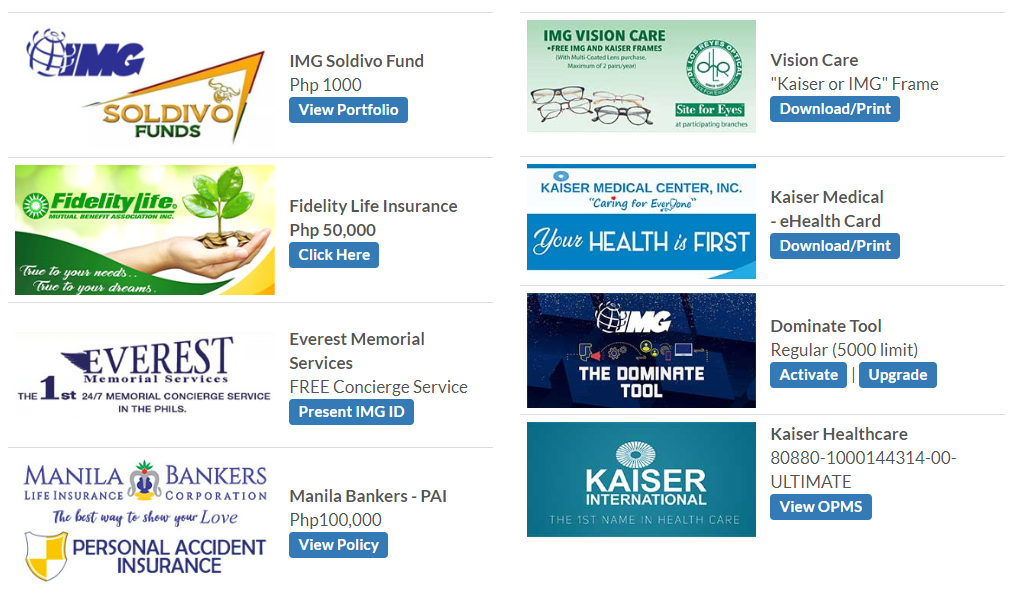 IMG
SOLDIVO
FUNDS
IMG Soldivo Fund
Php 1000
View Portfolio
Fidelity life.
MUTUAL BENEFIT ASSOCIATION INC.
True to your needs..
True to your dreams.
Fidelity Life Insurance
Php 50,000
Click Here
EVEREST
Memorial Services
THE 1st 24/7 MEMORIAL CONCIERGE SERVICE
IN THE PHILS.
Everest Memorial
Services
FREE Concierge Service
Present IMG ID
MANILA BANKERS
LIFE INSURANCE CORPORATION
The best way to show your Love
PERSONAL ACCIDENT
INSURANCE
Manila Bankers - PAI
Php100,000
View Policy
IMG VISION CARE
•FREE IMG AND KAISER FRAMES
(With Multi-Coated Lens purchase.
Maximum of 2 pairs/year)
DE LOS REYES OPTICAL
dlR
Site for Eyes
at participating branches
Vision Care
"Kaiser or IMG" Frame
Download/Print
KAISER MEDICAL CENTER, INC.
"Caring for EveryOne"
Your HEALTH is FIRST
Kaiser Medical
- eHealth Card
Download/Print
IMG
THE DOMINATE
TOOL
Dominate Tool
Regular (5000 limit)
Activate | Upgrade
KAISER
INTERNATIONAL
THE 1ST NAME IN HEALTH CARE
Kaiser Healthcare
80880-1000144314-00-
ULTIMATE
View OPMS